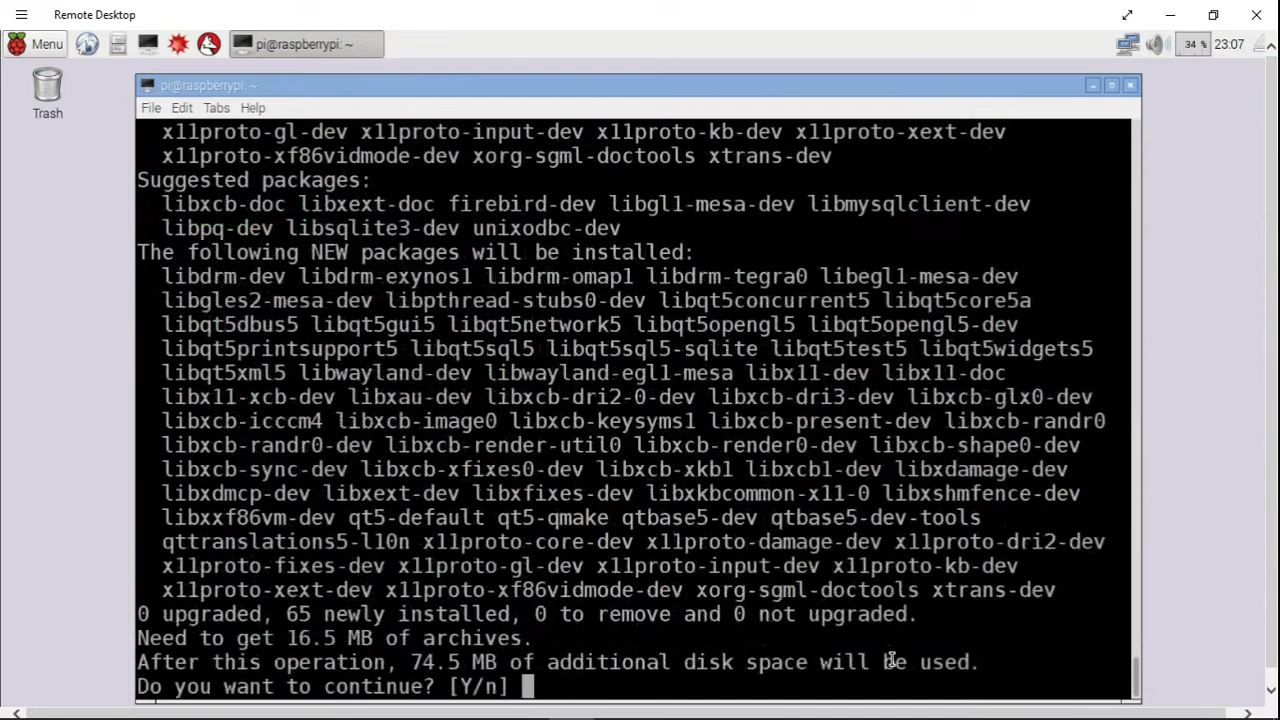 Remote Desktop
Menu
pi@raspberrypi: ~
34 %
23:07
Trash
pi@raspberrypi: ~
File Edit Tabs Help
x11proto-gl-dev x11proto-input-dev x11proto-kb-dev x11proto-xext-dev
x11proto-xf86vidmode-dev xorg-sgml-doctools xtrans-dev
Suggested packages:
libxcb-doc libxext-doc firebird-dev libgl1-mesa-dev libmysqlclient-dev
libpq-dev libsqlite3-dev unixodbc-dev
The following NEW packages will be installed:
libdrm-dev libdrm-exynos1 libdrm-omap1 libdrm-tegra0 libegl1-mesa-dev
libgles2-mesa-dev libpthread-stubs0-dev libqt5concurrent5 libqt5core5a
libqt5dbus5 libqt5gui5 libqt5network5 libqt5opengl5 libqt5opengl5-dev
libqt5printsupport5 libqt5sql5 libqt5sql5-sqlite libqt5test5 libqt5widgets5
libqt5xml5 libwayland-dev libwayland-egl1-mesa libx11-dev libx11-doc
libx11-xcb-dev libxau-dev libxcb-dri2-0-dev libxcb-dri3-dev libxcb-glx0-dev
libxcb-icccm4 libxcb-image0 libxcb-keysyms1 libxcb-present-dev libxcb-randr0
libxcb-randr0-dev libxcb-render-util0 libxcb-render0-dev libxcb-shape0-dev
libxcb-sync-dev libxcb-xfixes0-dev libxcb-xkb1 libxcb1-dev libxdamage-dev
libxdmcp-dev libxext-dev libxfixes-dev libxkbcommon-x11-0 libxshmfence-dev
libxxf86vm-dev qt5-default qt5-qmake qtbase5-dev qtbase5-dev-tools
qttranslations5-l10n x11proto-core-dev x11proto-damage-dev x11proto-dri2-dev
x11proto-fixes-dev x11proto-gl-dev x11proto-input-dev x11proto-kb-dev
x11proto-xext-dev x11proto-xf86vidmode-dev xorg-sgml-doctools xtrans-dev
0 upgraded, 65 newly installed, 0 to remove and 0 not upgraded.
Need to get 16.5 MB of archives.
After this operation, 74.5 MB of additional disk space will be used.
Do you want to continue? [Y/n]